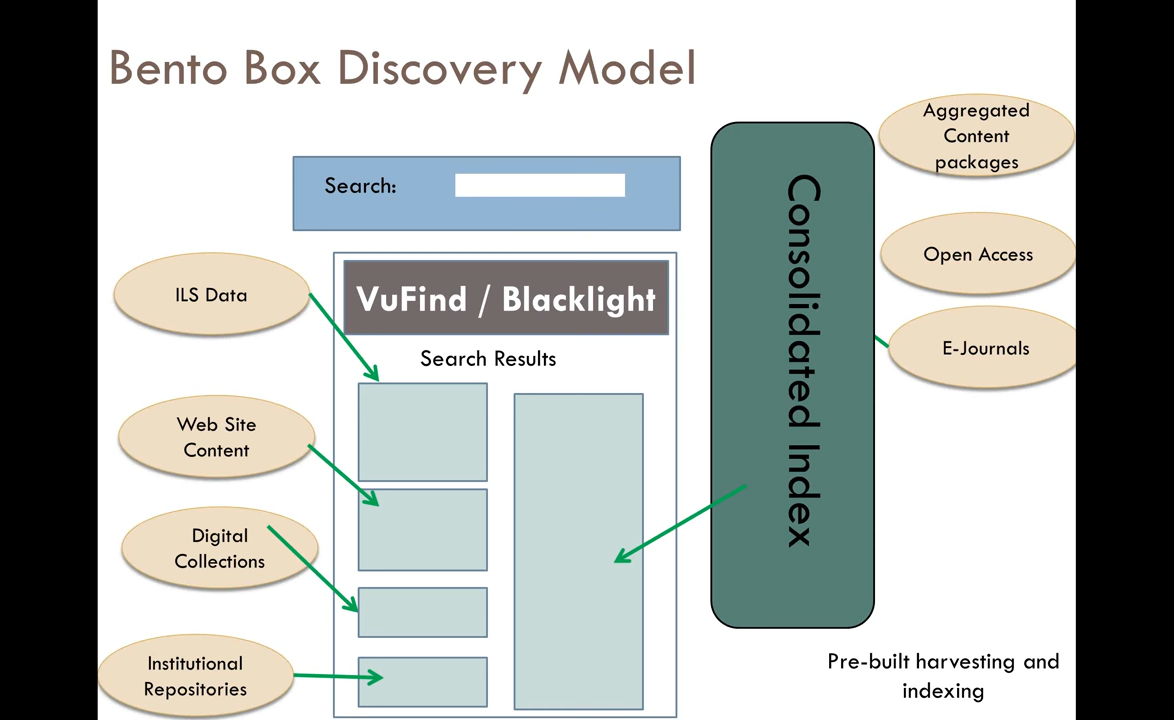 Bento Box Discovery Model
Aggregated
Content
packages
Search:
Open Access
ILS Data
VuFind / Blacklight
E-Journals
Search Results
Consolidated Index
Web Site
Content
Digital
Collections
Institutional
Repositories
Pre-built harvesting and
indexing